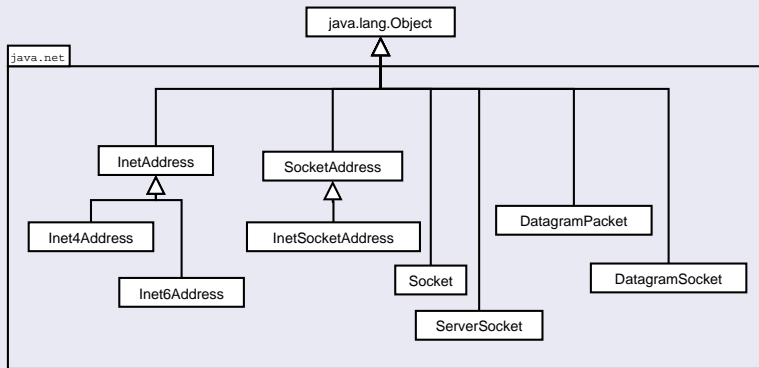 java.lang.Object
java.net
InetAddress
SocketAddress
Inet4Address
InetSocketAddress
DatagramPacket
Inet6Address
Socket
DatagramSocket
ServerSocket